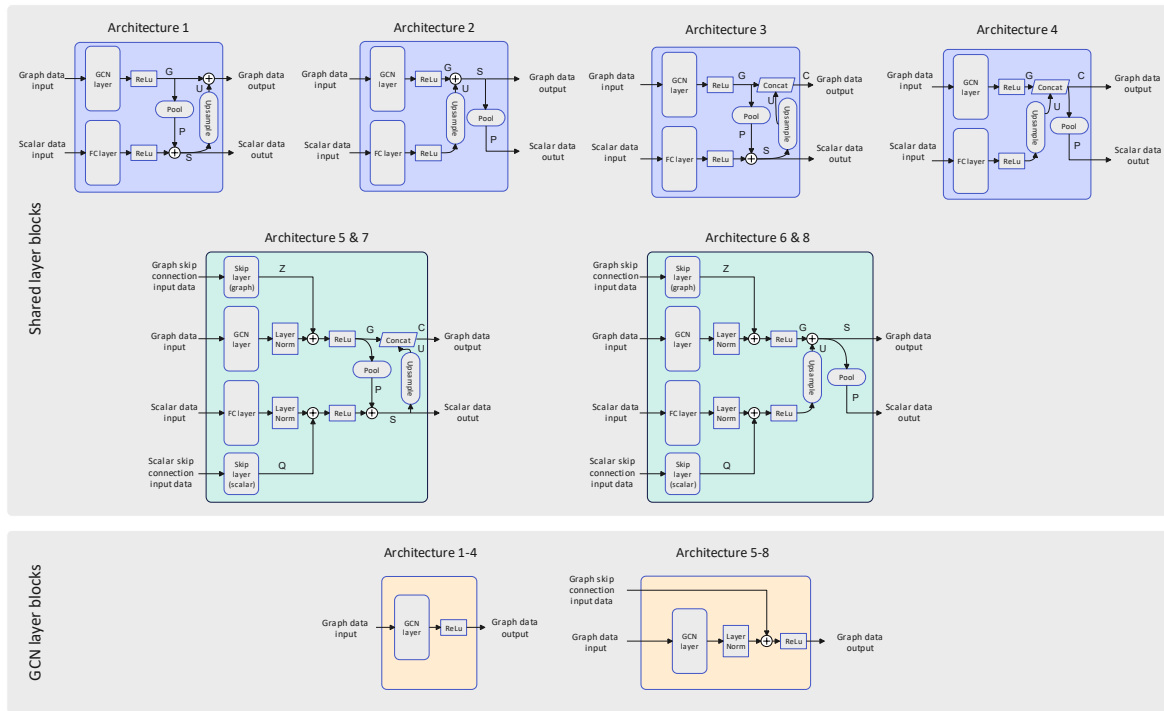 Shared layer blocks
Architecture 1
Graph data
input
GCN
layer
ReLu
G
U
Graph data
output
Pool
Upsample
P
Scalar data
input
FC layer
ReLu
S
Scalar data
outut
Architecture 2
Graph data
input
GCN
layer
ReLu
G
S
U
Graph data
output
Upsample
Pool
P
Scalar data
input
FC layer
ReLu
Scalar data
outut
Architecture 3
Graph data
input
GCN
layer
ReLu
G
Concat
C
Graph data
output
U
Pool
Upsample
P
Scalar data
input
FC layer
ReLu
S
Scalar data
outut
Architecture 4
Graph data
input
GCN
layer
ReLu
G
Concat
C
Graph data
output
U
Upsample
Pool
P
Scalar data
input
FC layer
ReLu
Scalar data
outut
Architecture 5 & 7
Graph skip
connection
input data
Skip
layer
(graph)
Z
Graph data
input
GCN
layer
Layer
Norm
ReLu
G
Concat
C
U
Graph data
output
Pool
Upsample
P
Scalar data
input
FC layer
Layer
Norm
ReLu
S
Scalar data
outut
Scalar skip
connection
input data
Skip
layer
(scalar)
Q
Architecture 6 & 8
Graph skip
connection
input data
Skip
layer
(graph)
Z
Graph data
input
GCN
layer
Layer
Norm
ReLu
G
S
U
Graph data
output
Upsample
Pool
P
Scalar data
input
FC layer
Layer
Norm
ReLu
Scalar data
outut
Scalar skip
connection
input data
Skip
layer
(scalar)
Q
GCN layer blocks
Architecture 1-4
Graph data
input
GCN
layer
ReLu
Graph data
output
Architecture 5-8
Graph skip
connection
input data
Graph data
input
GCN
layer
Layer
Norm
ReLu
Graph data
output